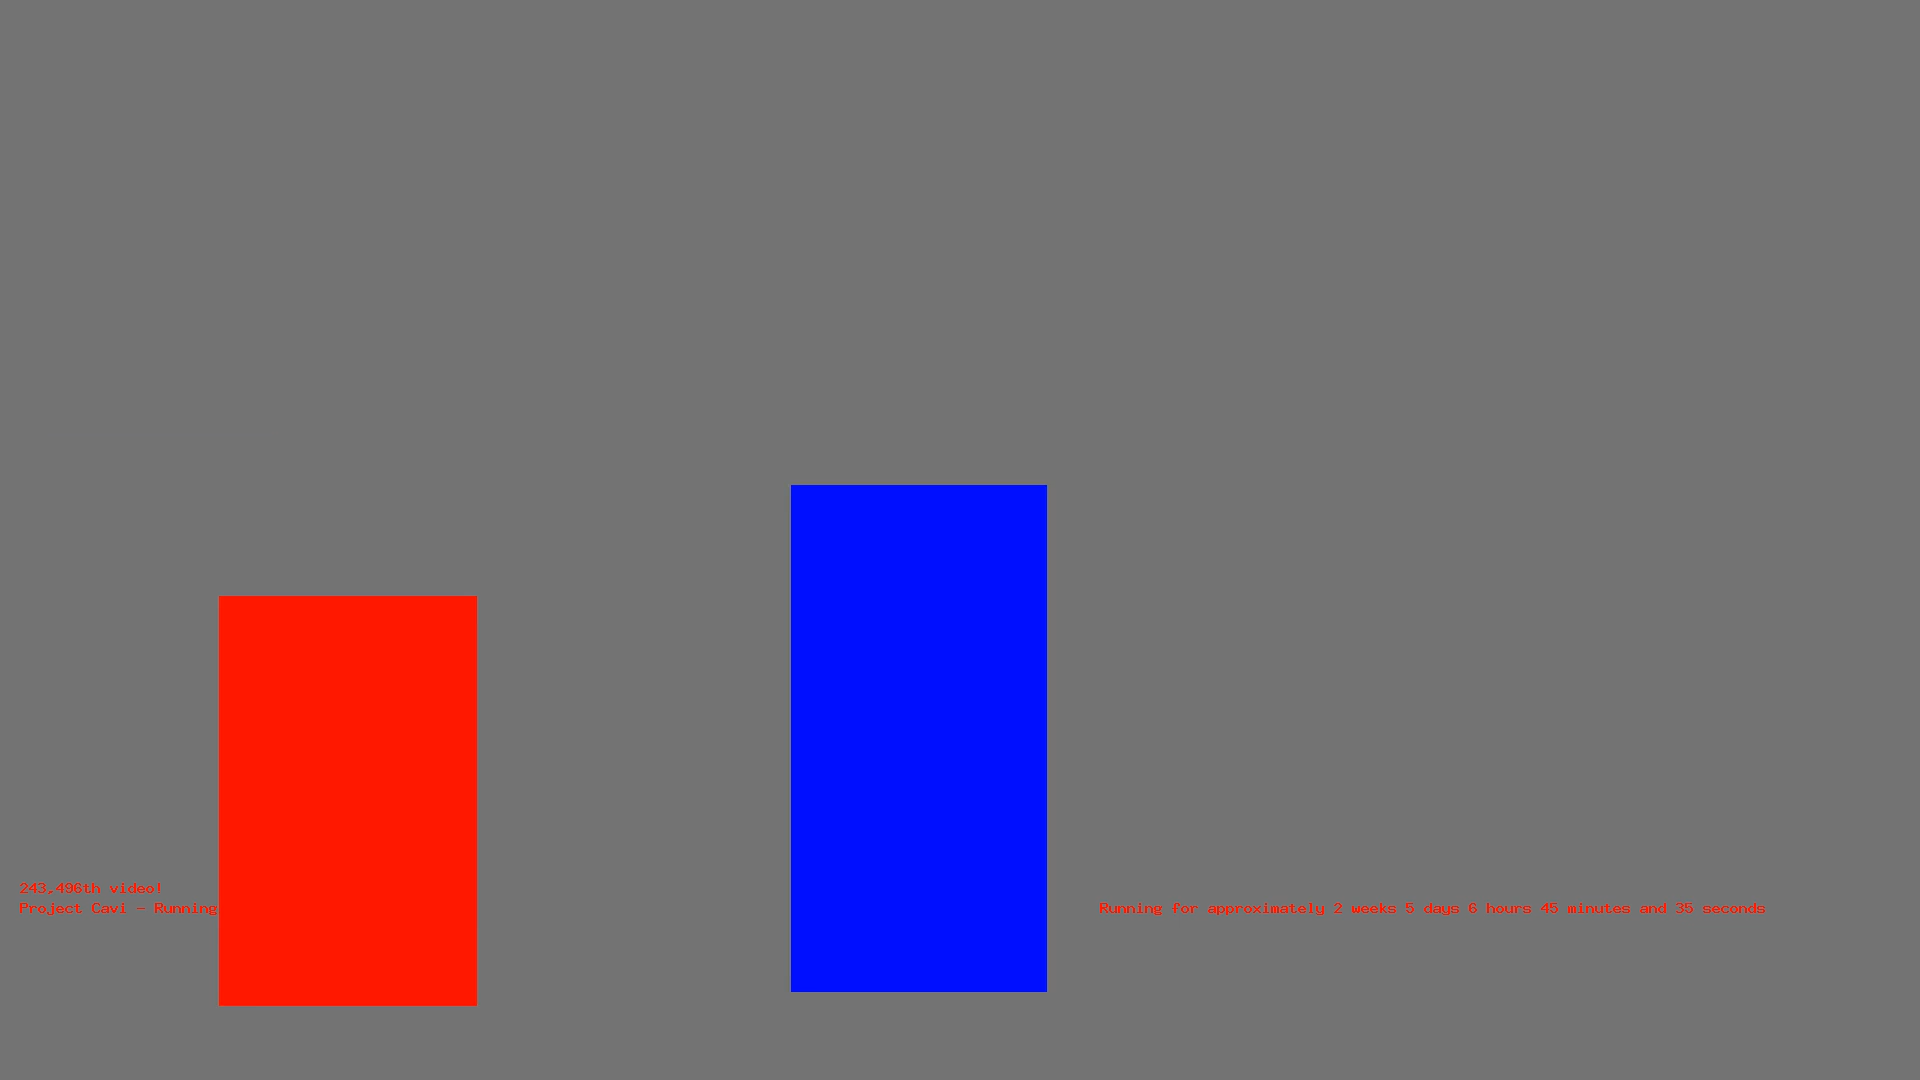 243,496th video!
Project Cavi - Running
Running for approximately 2 weeks 5 days 6 hours 45 minutes and 35 seconds